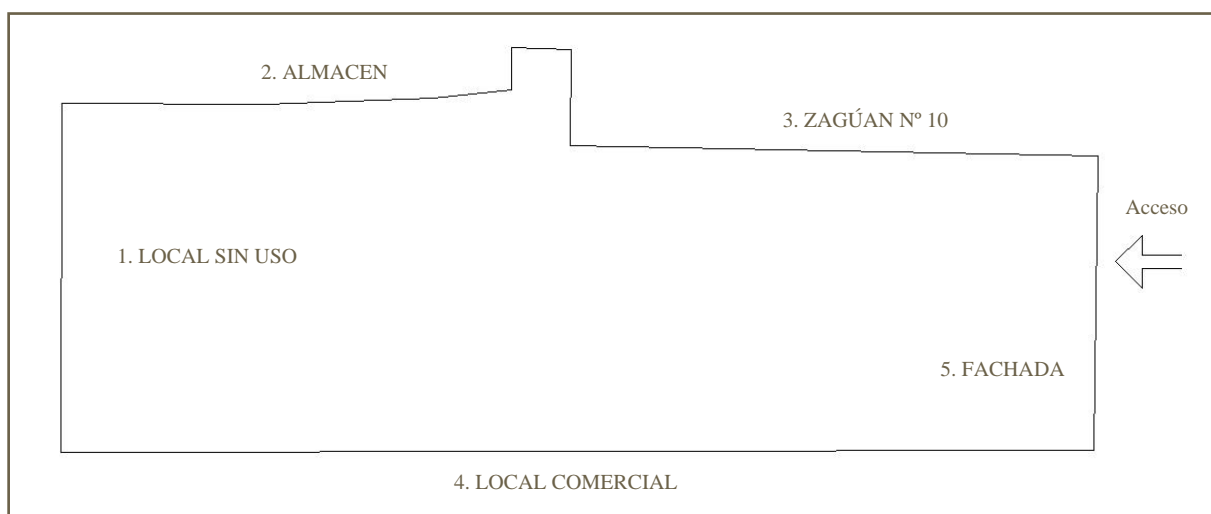 2. ALMACEN
3. ZAGÚAN Nº 10
Acceso
1. LOCAL SIN USO
5. FACHADA
4. LOCAL COMERCIAL